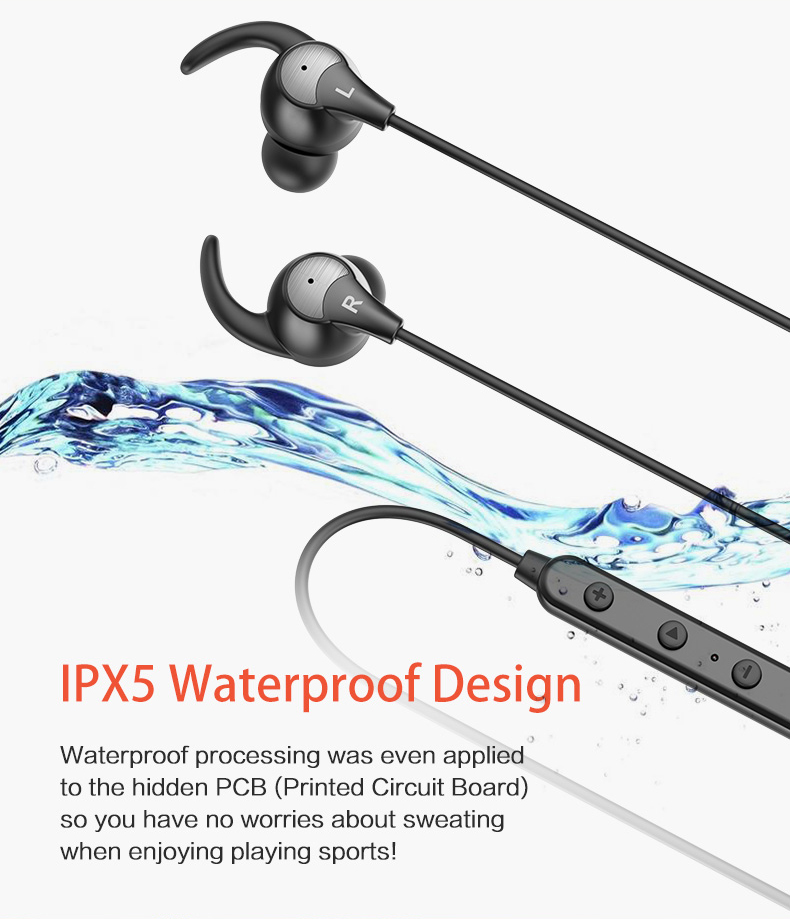 L
R
IPX5 Waterproof Design
Waterproof processing was even applied
to the hidden PCB (Printed Circuit Board)
so you have no worries about sweating
when enjoying playing sports!